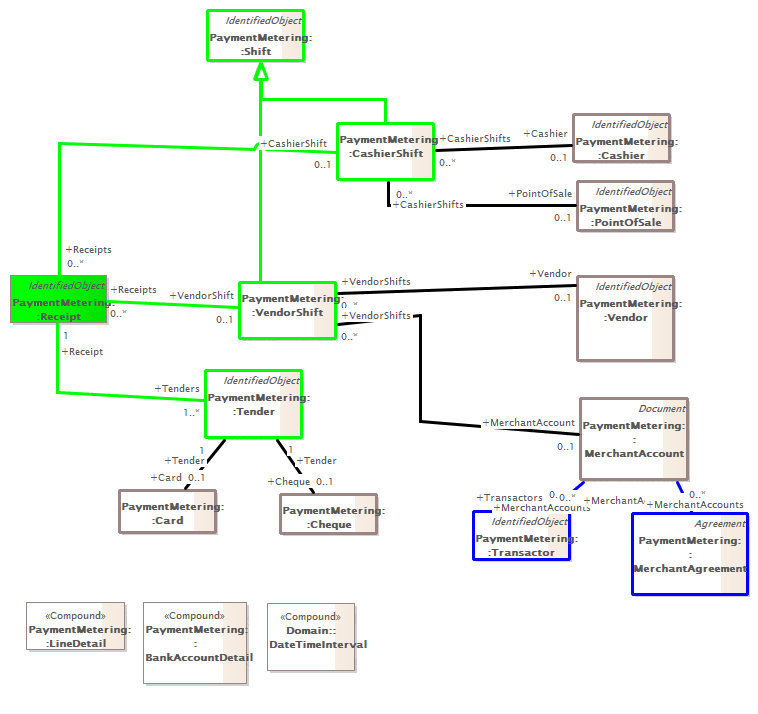 IdentifiedObject
PaymentMetering:
:Shift
+CashierShift
0..1
PaymentMetering:
:CashierShift
+CashierShifts
0..*
+Cashier
0..1
IdentifiedObject
PaymentMetering:
:Cashier
0..*
+CashierShifts
+PointOfSale
0..1
IdentifiedObject
PaymentMetering:
:PointOfSale
+Receipts
0..*
IdentifiedObject
PaymentMetering:
:Receipt
+Receipts
0..*
+VendorShift
0..1
PaymentMetering:
:VendorShift
+VendorShifts
0..*
+VendorShifts
0..*
+Vendor
0..1
IdentifiedObject
PaymentMetering:
:Vendor
1
+Receipt
+Tenders
1..*
IdentifiedObject
PaymentMetering:
:Tender
+MerchantAccount
0..1
Document
PaymentMetering:
:
MerchantAccount
1
+Tender
+Card 0..1
1
+Tender
+Cheque 0..1
PaymentMetering:
:Card
PaymentMetering:
:Cheque
+Transactors
0..*
+MerchantAccounts
0..*
+MerchantAccounts
IdentifiedObject
PaymentMetering:
:Transactor
Agreement
PaymentMetering:
:
MerchantAgreement
«Compound»
PaymentMetering:
:LineDetail
«Compound»
PaymentMetering:
:
BankAccountDetail
«Compound»
Domain::
DateTimeInterval